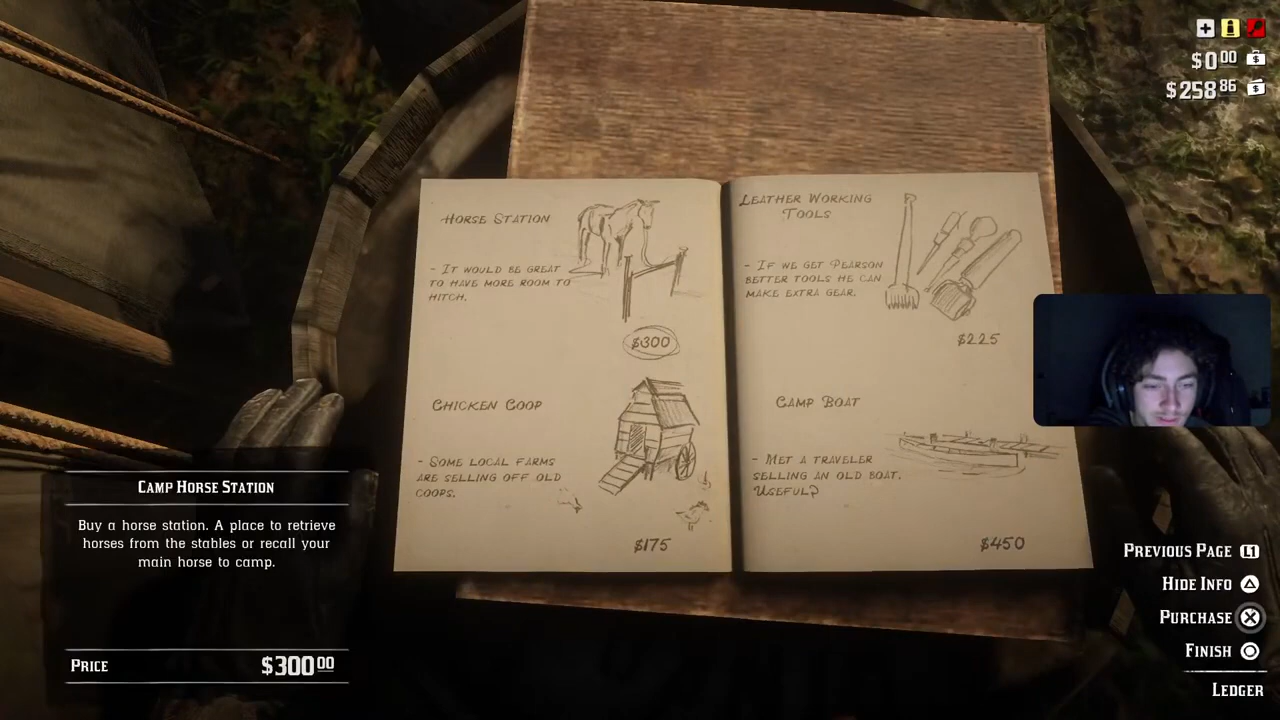 $0 00
$258 86
Horse Station
- It would be great
to have more room to
hitch.
$300
Chicken Coop
- Some local farms
are selling off old
coops.
$175
Leather Working
Tools
- If we get Pearson
better tools he can
make extra gear.
$225
Camp Boat
- Met a traveler
selling an old boat.
Useful?
$450
Camp Horse Station
Buy a horse station. A place to retrieve
horses from the stables or recall your
main horse to camp.
Price $300 00
Previous Page L1
Hide Info
Purchase
Finish
Ledger